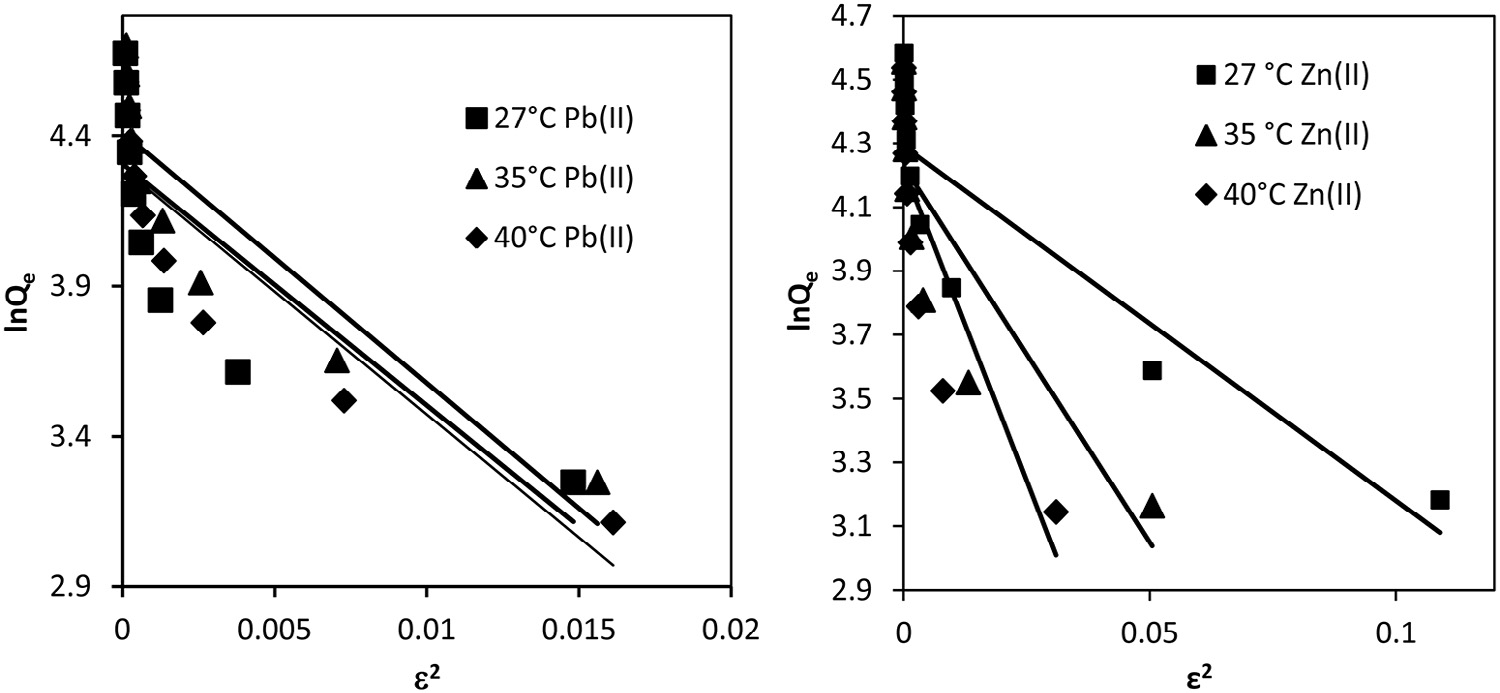 lnQe
4.4
3.9
3.4
2.9
27°C Pb(II)
35°C Pb(II)
40°C Pb(II)
0
0.005
0.01
0.015
0.02
ε²
lnQe
4.7
4.5
4.3
4.1
3.9
3.7
3.5
3.3
3.1
2.9
27 °C Zn(II)
35 °C Zn(II)
40°C Zn(II)
0
0.05
0.1
ε²